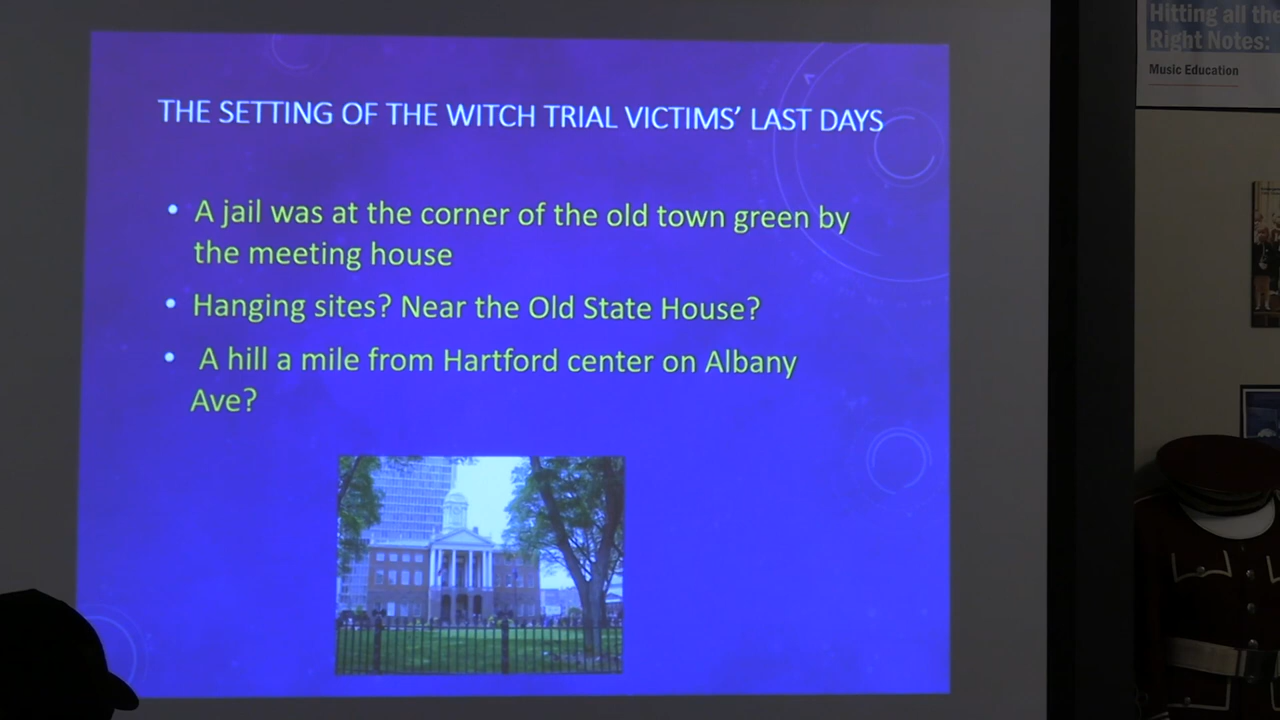 THE SETTING OF THE WITCH TRIAL VICTIMS' LAST DAYS
• A jail was at the corner of the old town green by
the meeting house
• Hanging sites? Near the Old State House?
• A hill a mile from Hartford center on Albany
Ave?
Hitting all the
Right Notes:
Music Education